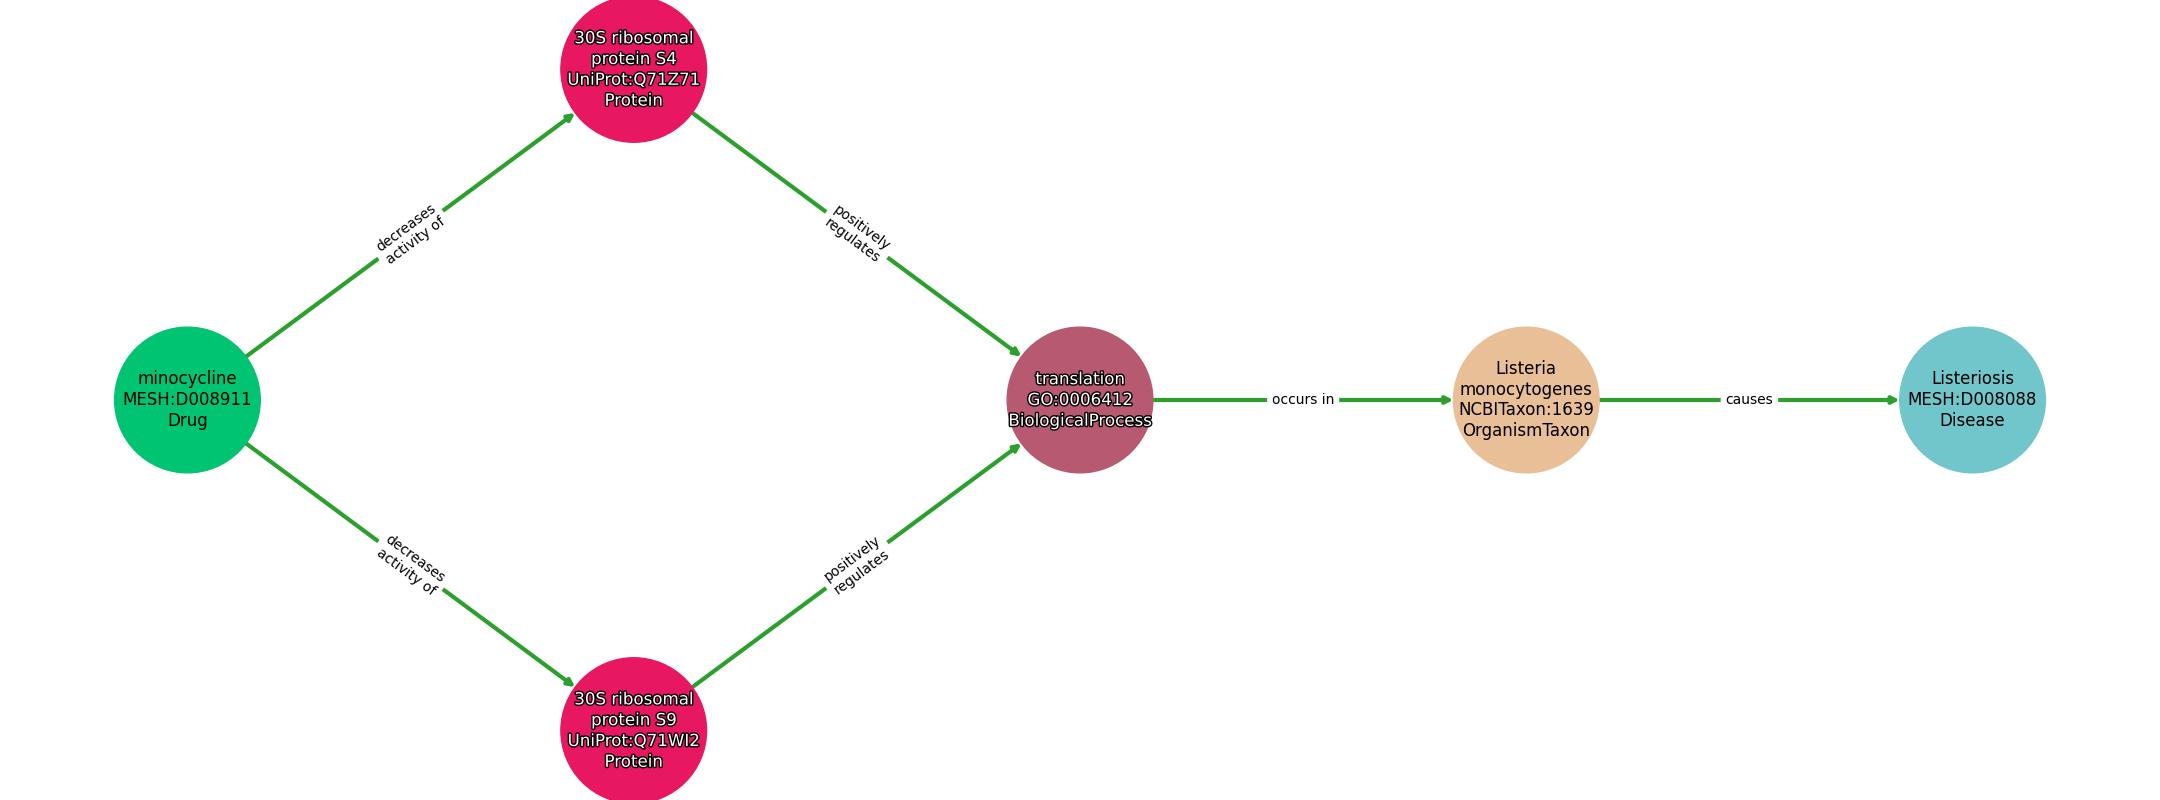 30S ribosomal
protein S4
UniProt:Q71Z71
Protein
decreases
activity of
positively
regulates
minocycline
MESH:D008911
Drug
translation
GO:0006412
BiologicalProcess
occurs in
Listeria
monocytogenes
NCBITaxon:1639
OrganismTaxon
causes
Listeriosis
MESH:D008088
Disease
decreases
activity of
positively
regulates
30S ribosomal
protein S9
UniProt:Q71WI2
Protein